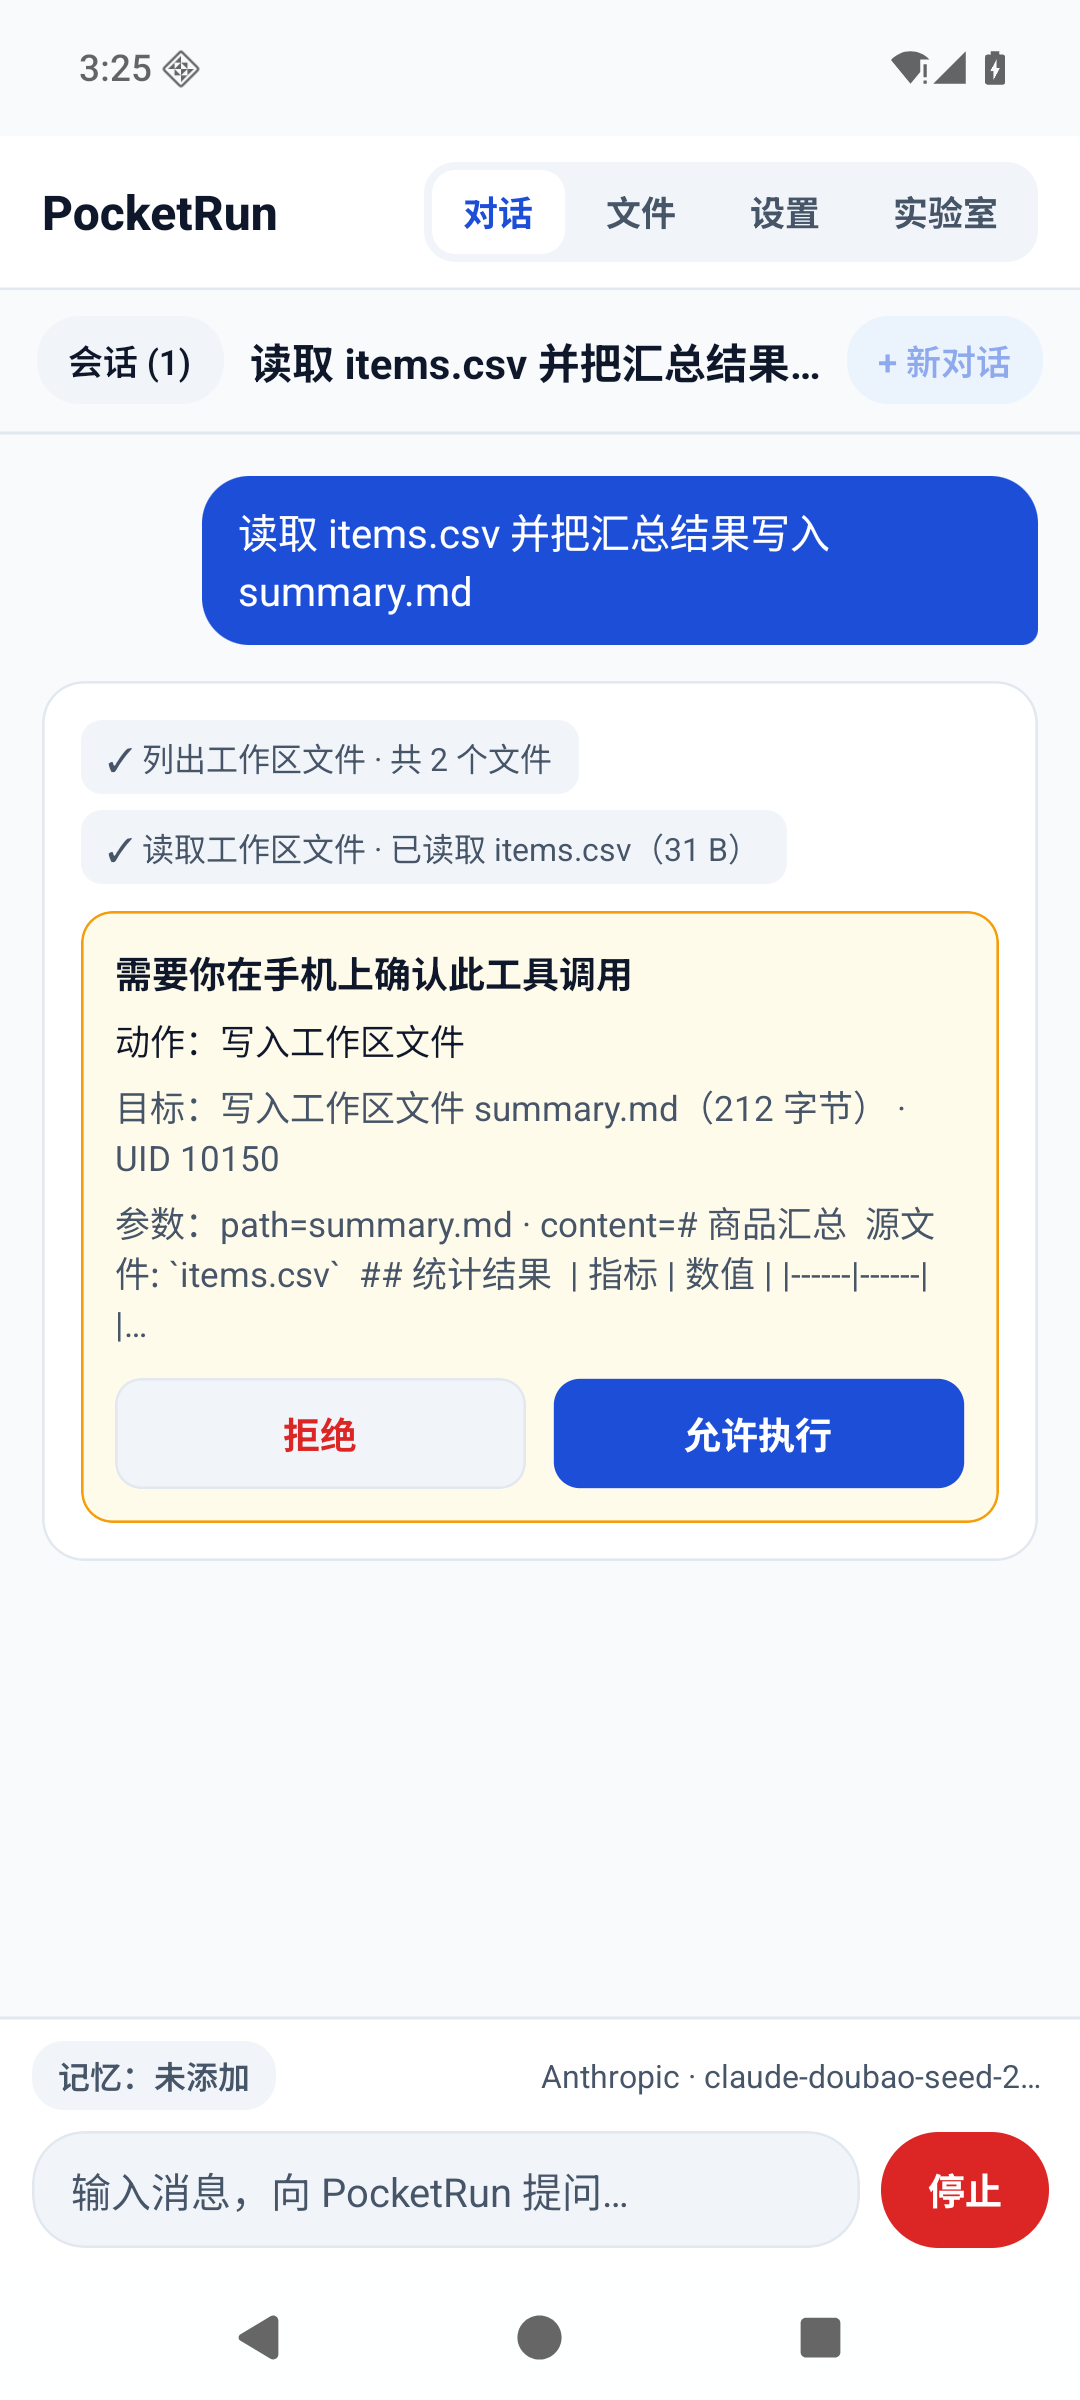 3:25
PocketRun
对话
文件
设置
实验室
会话 (1)
读取 items.csv 并把汇总结果…
+ 新对话
读取 items.csv 并把汇总结果写入
summary.md
✓ 列出工作区文件 · 共 2 个文件
✓ 读取工作区文件 · 已读取 items.csv（31 B）
需要你在手机上确认此工具调用
动作：写入工作区文件
目标：写入工作区文件 summary.md（212 字节） ·
UID 10150
参数：path=summary.md · content=# 商品汇总  源文
件: `items.csv`  ## 统计结果  | 指标 | 数值 | |------|------|
|…
拒绝
允许执行
记忆：未添加
Anthropic · claude-doubao-seed-2…
输入消息，向 PocketRun 提问…
停止